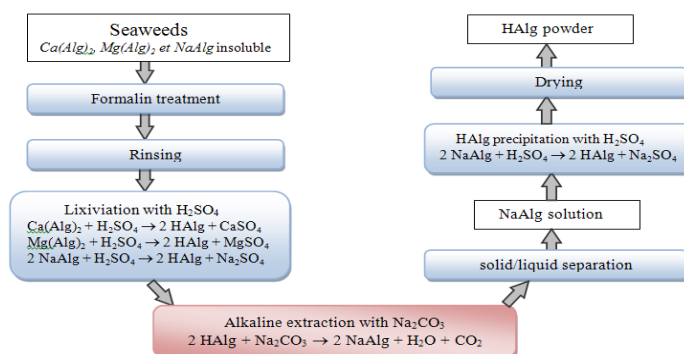 Seaweeds
Ca(Alg)₂, Mg(Alg)₂ et NaAlg insoluble
Formalin treatment
Rinsing
Lixiviation with H₂SO₄
Ca(Alg)₂ + H₂SO₄ → 2 HAlg + CaSO₄
Mg(Alg)₂ + H₂SO₄ → 2 HAlg + MgSO₄
2 NaAlg + H₂SO₄ → 2 HAlg + Na₂SO₄
Alkaline extraction with Na₂CO₃
2 HAlg + Na₂CO₃ → 2 NaAlg + H₂O + CO₂
solid/liquid separation
NaAlg solution
HAlg precipitation with H₂SO₄
2 NaAlg + H₂SO₄ → 2 HAlg + Na₂SO₄
Drying
HAlg powder